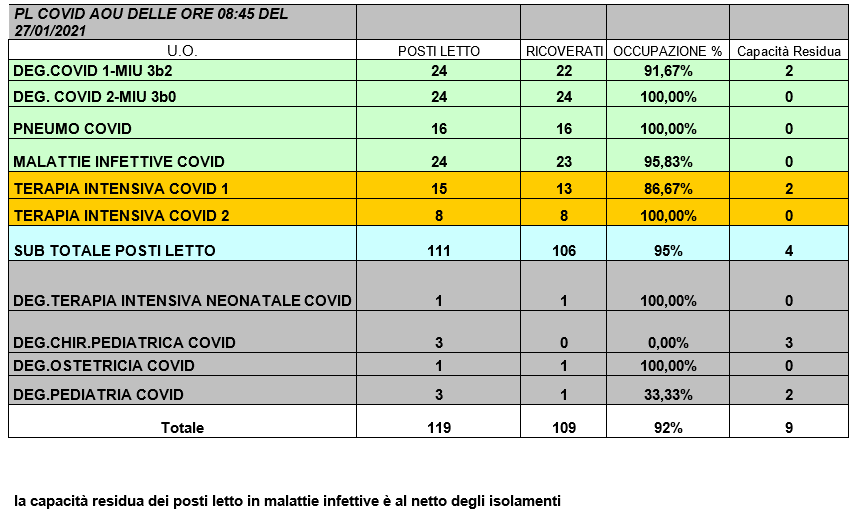 PL COVID AOU DELLE ORE 08:45 DEL
27/01/2021
U.O. POSTI LETTO RICOVERATI OCCUPAZIONE % Capacità Residua
DEG.COVID 1-MIU 3b2 24 22 91,67% 2
DEG. COVID 2-MIU 3b0 24 24 100,00% 0
PNEUMO COVID 16 16 100,00% 0
MALATTIE INFETTIVE COVID 24 23 95,83% 0
TERAPIA INTENSIVA COVID 1 15 13 86,67% 2
TERAPIA INTENSIVA COVID 2 8 8 100,00% 0
SUB TOTALE POSTI LETTO 111 106 95% 4
DEG.TERAPIA INTENSIVA NEONATALE COVID 1 1 100,00% 0
DEG.CHIR.PEDIATRICA COVID 3 0 0,00% 3
DEG.OSTETRICIA COVID 1 1 100,00% 0
DEG.PEDIATRIA COVID 3 1 33,33% 2
Totale 119 109 92% 9
la capacità residua dei posti letto in malattie infettive è al netto degli isolamenti